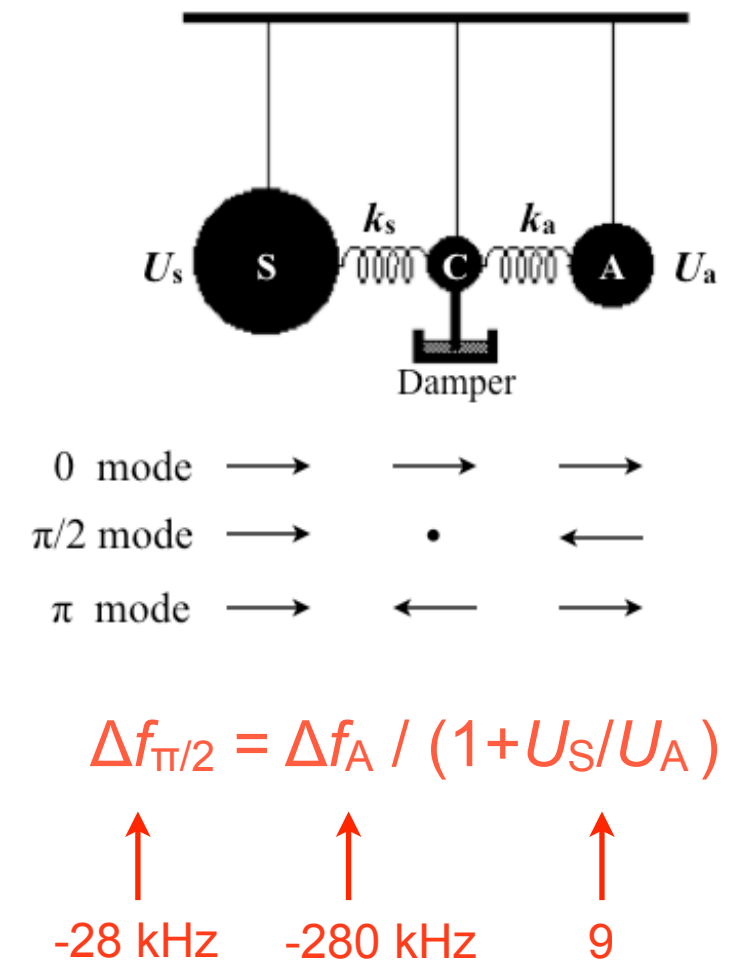 ks ka
Us S C A Ua
Damper
0 mode
π/2 mode
π mode
Δfπ/2 = ΔfA / (1+US/UA )
-28 kHz -280 kHz 9